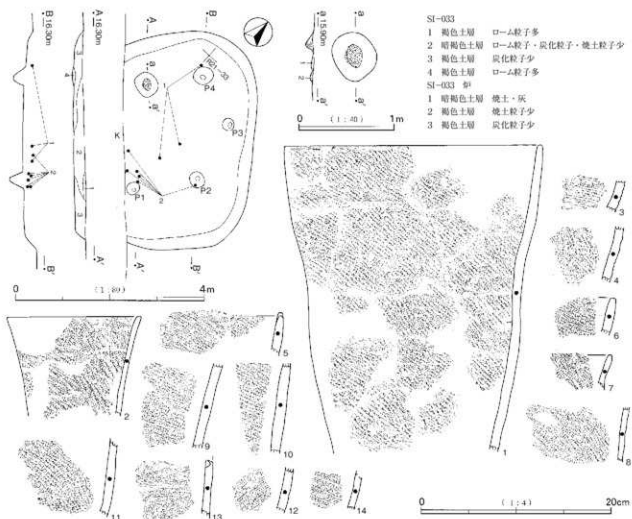 SI-033
1 褐色土層 ローム粒子多
2 暗褐色土層 ローム粒子・炭化粒子・焼土粒子少
3 褐色土層 炭化粒子少
4 褐色土層 ローム粒子多
SI-033 炉
1 暗褐色土層 焼土・灰
2 褐色土層 焼土粒子少
3 褐色土層 炭化粒子少
B 16.30m
A 16.30m
A
B
a 15.90m
a
a
a'
K
P4
P3
P2
P1
1
2
A'
B'
0 (1:80) 4m
0 (1:40) 1m
1
2
3
4
5
6
7
8
9
10
11
12
13
14
0 (1:4) 20cm